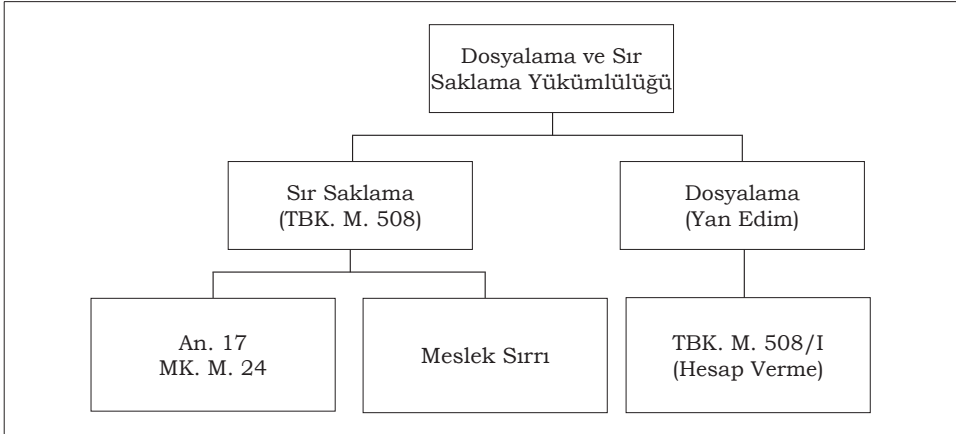 Dosyalama ve Sır
Saklama Yükümlülüğü
Sır Saklama
(TBK. M. 508)
Dosyalama
(Yan Edim)
An. 17
MK. M. 24
Meslek Sırrı
TBK. M. 508/I
(Hesap Verme)